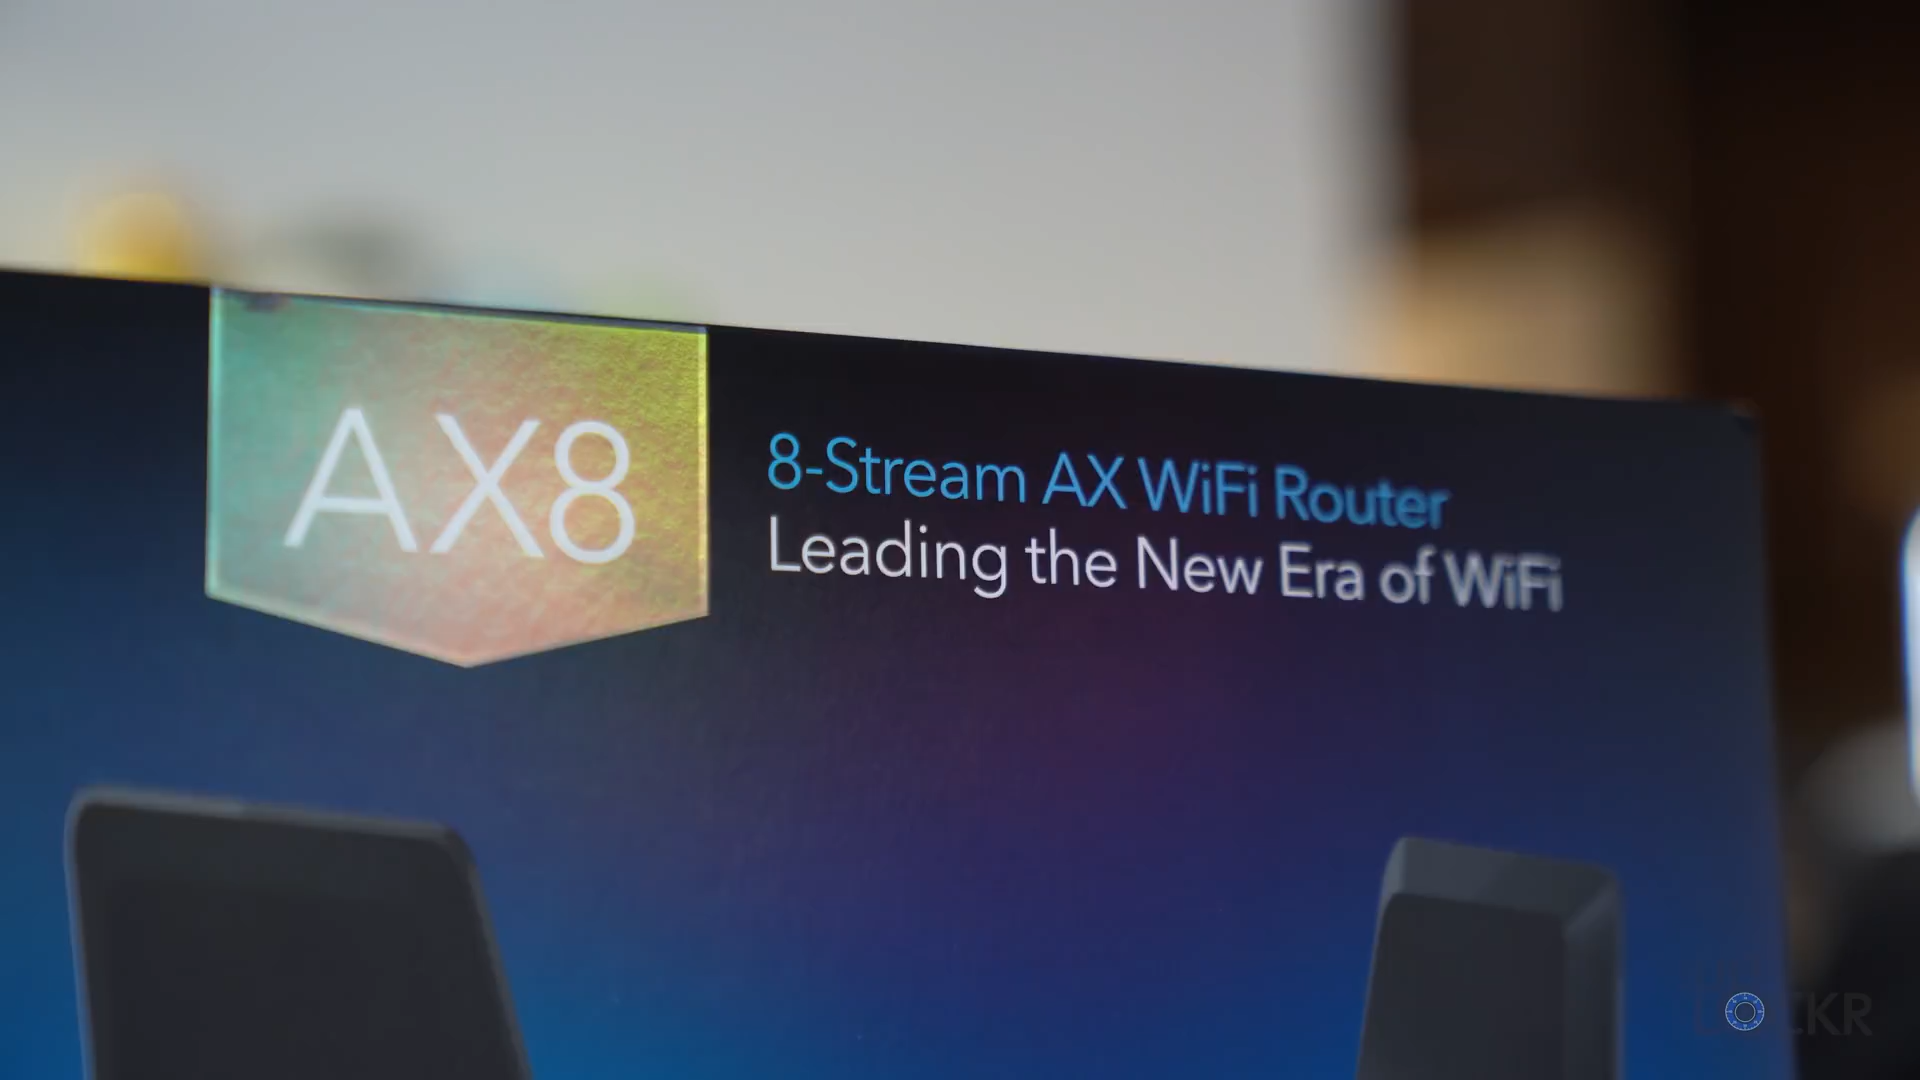 AX8
8-Stream AX WiFi Router
Leading the New Era of WiFi